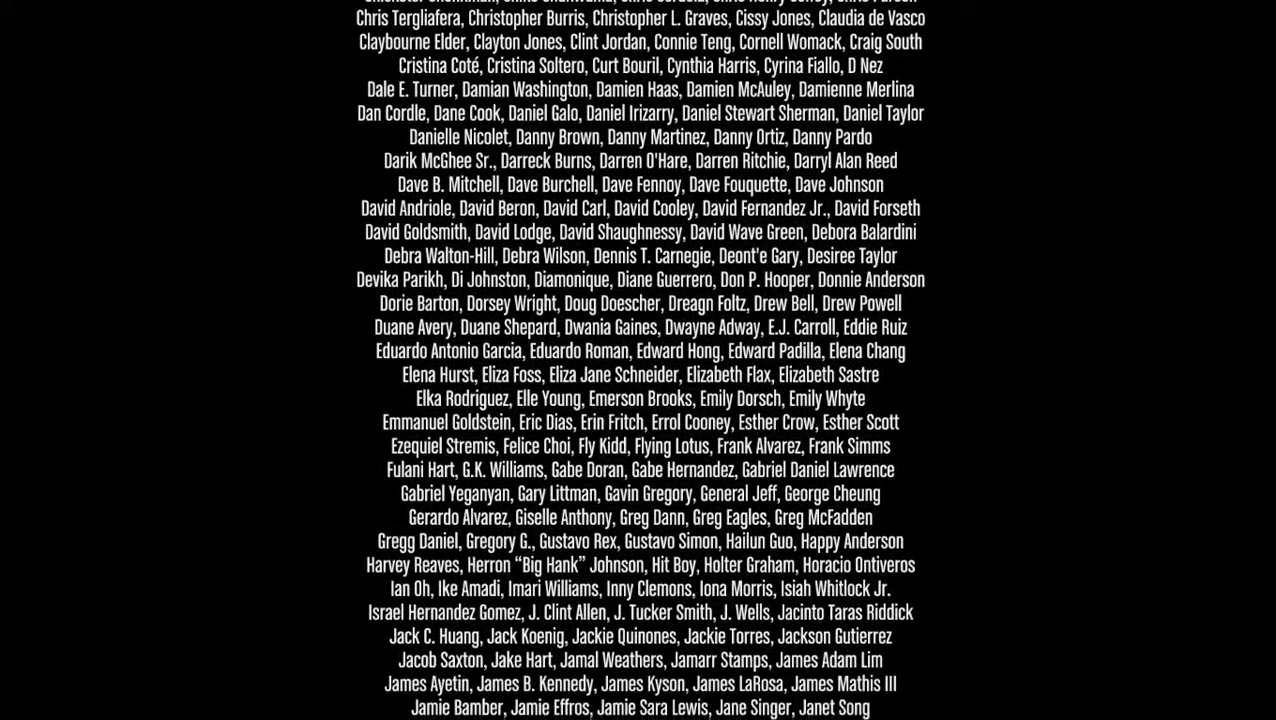 Chris Tergliafera, Christopher Burris, Christopher L. Graves, Cissy Jones, Claudia de Vasco
Claybourne Elder, Clayton Jones, Clint Jordan, Connie Teng, Cornell Womack, Craig South
Cristina Coté, Cristina Soltero, Curt Bouril, Cynthia Harris, Cyrina Fiallo, D Nez
Dale E. Turner, Damian Washington, Damien Haas, Damien McAuley, Damienne Merlina
Dan Cordle, Dane Cook, Daniel Galo, Daniel Irizarry, Daniel Stewart Sherman, Daniel Taylor
Danielle Nicolet, Danny Brown, Danny Martinez, Danny Ortiz, Danny Pardo
Darik McGhee Sr., Darreck Burns, Darren O'Hare, Darren Ritchie, Darryl Alan Reed
Dave B. Mitchell, Dave Burchell, Dave Fennoy, Dave Fouquette, Dave Johnson
David Andriole, David Beron, David Carl, David Cooley, David Fernandez Jr., David Forseth
David Goldsmith, David Lodge, David Shaughnessy, David Wave Green, Debora Balardini
Debra Walton-Hill, Debra Wilson, Dennis T. Carnegie, Deont'e Gary, Desiree Taylor
Devika Parikh, Di Johnston, Diamonique, Diane Guerrero, Don P. Hooper, Donnie Anderson
Dorie Barton, Dorsey Wright, Doug Doescher, Dreagn Foltz, Drew Bell, Drew Powell
Duane Avery, Duane Shepard, Dwania Gaines, Dwayne Adway, E.J. Carroll, Eddie Ruiz
Eduardo Antonio Garcia, Eduardo Roman, Edward Hong, Edward Padilla, Elena Chang
Elena Hurst, Eliza Foss, Eliza Jane Schneider, Elizabeth Flax, Elizabeth Sastre
Elka Rodriguez, Elle Young, Emerson Brooks, Emily Dorsch, Emily Whyte
Emmanuel Goldstein, Eric Dias, Erin Fritch, Errol Cooney, Esther Crow, Esther Scott
Ezequiel Stremis, Felice Choi, Fly Kidd, Flying Lotus, Frank Alvarez, Frank Simms
Fulani Hart, G.K. Williams, Gabe Doran, Gabe Hernandez, Gabriel Daniel Lawrence
Gabriel Yeganyan, Gary Littman, Gavin Gregory, General Jeff, George Cheung
Gerardo Alvarez, Giselle Anthony, Greg Dann, Greg Eagles, Greg McFadden
Gregg Daniel, Gregory G., Gustavo Rex, Gustavo Simon, Hailun Guo, Happy Anderson
Harvey Reaves, Herron “Big Hank” Johnson, Hit Boy, Holter Graham, Horacio Ontiveros
Ian Oh, Ike Amadi, Imari Williams, Inny Clemons, Iona Morris, Isiah Whitlock Jr.
Israel Hernandez Gomez, J. Clint Allen, J. Tucker Smith, J. Wells, Jacinto Taras Riddick
Jack C. Huang, Jack Koenig, Jackie Quinones, Jackie Torres, Jackson Gutierrez
Jacob Saxton, Jake Hart, Jamal Weathers, Jamarr Stamps, James Adam Lim
James Ayetin, James B. Kennedy, James Kyson, James LaRosa, James Mathis III
Jamie Bamber, Jamie Effros, Jamie Sara Lewis, Jane Singer, Janet Song